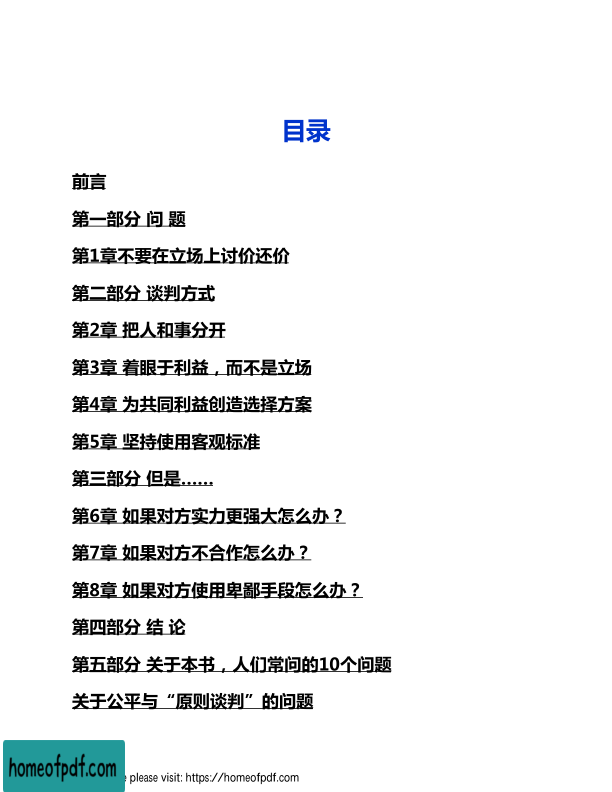 目录
前言
第一部分 问 题
第1章不要在立场上讨价还价
第二部分 谈判方式
第2章 把人和事分开
第3章 着眼于利益，而不是立场
第4章 为共同利益创造选择方案
第5章 坚持使用客观标准
第三部分 但是……
第6章 如果对方实力更强大怎么办？
第7章 如果对方不合作怎么办？
第8章 如果对方使用卑鄙手段怎么办？
第四部分 结 论
第五部分 关于本书，人们常问的10个问题
关于公平与“原则谈判”的问题
homeofpdf.com
e please visit: https://homeofpdf.com